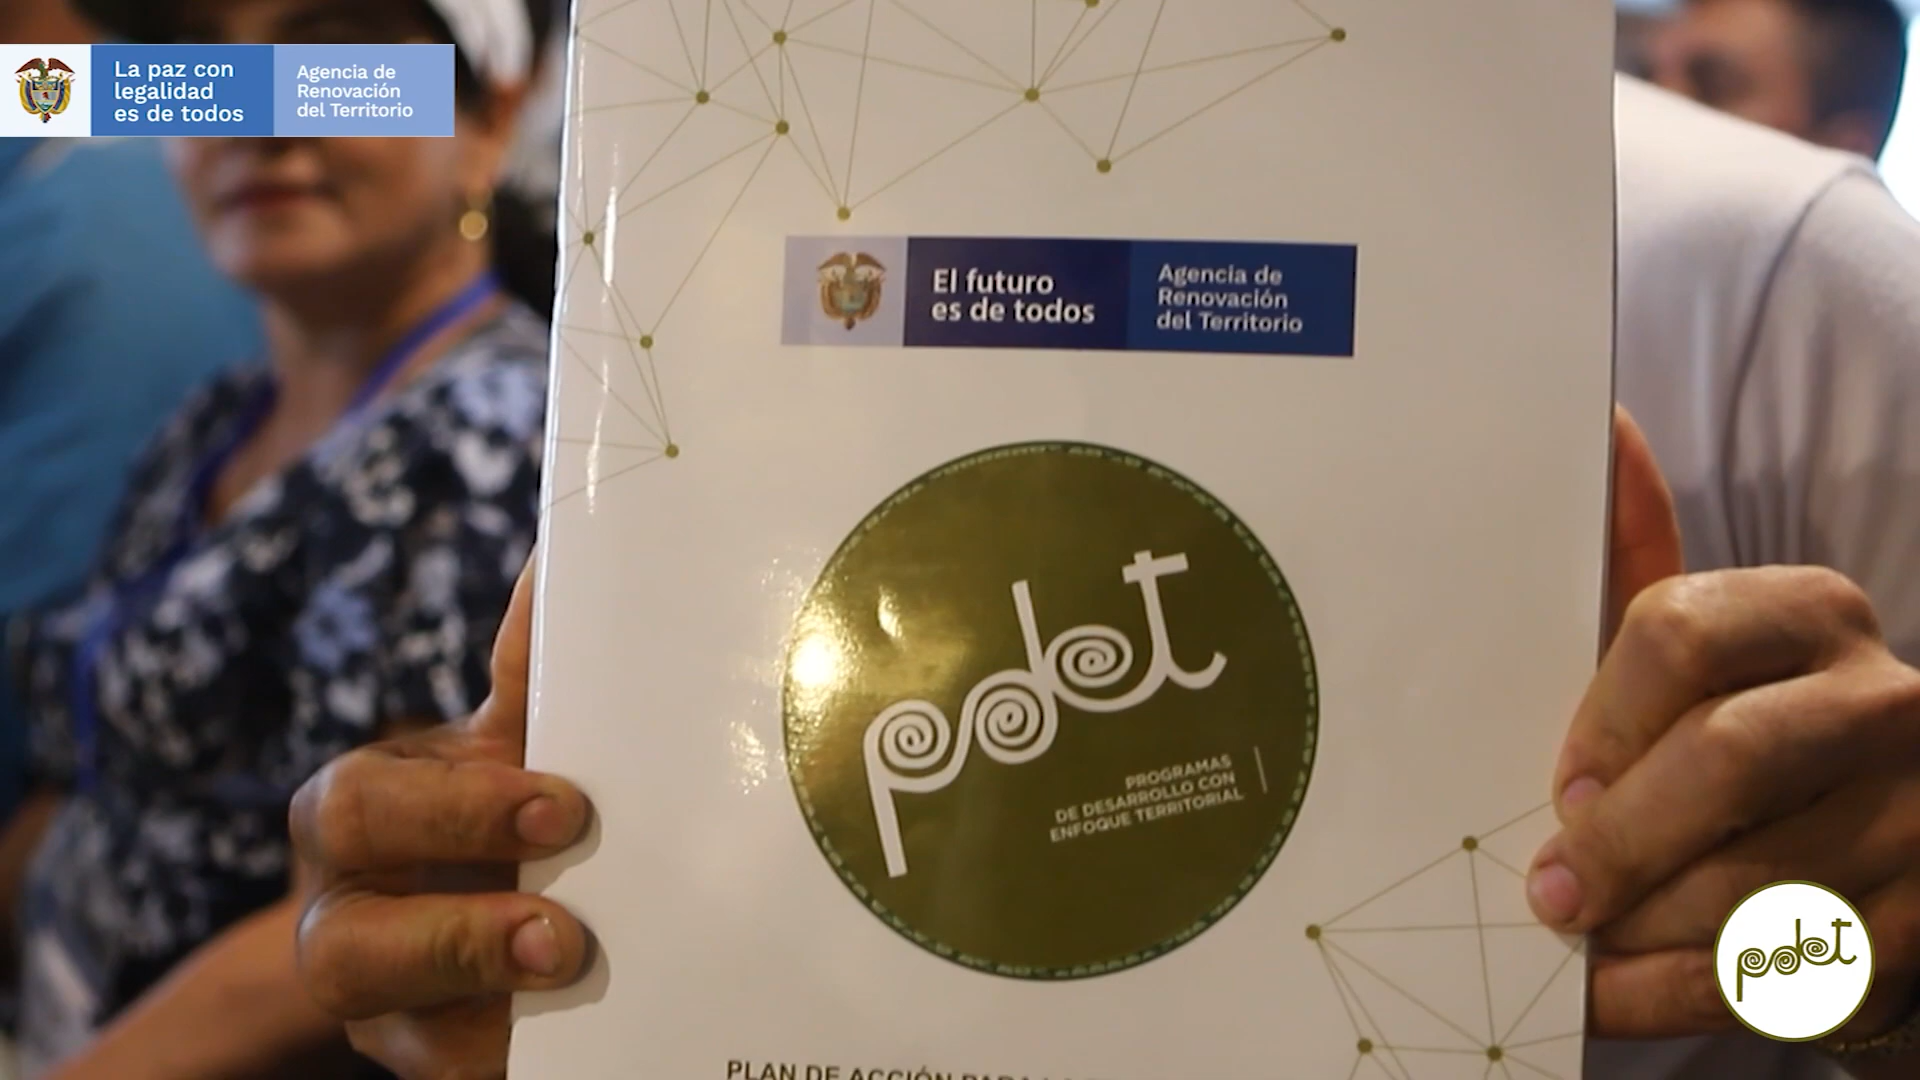 La paz con
legalidad
es de todos
Agencia de
Renovación
del Territorio
El futuro
es de todos
Agencia de
Renovación
del Territorio
pdet
PROGRAMAS
DE DESARROLLO CON
ENFOQUE TERRITORIAL
PLAN DE ACCIÓN PARA
pdet